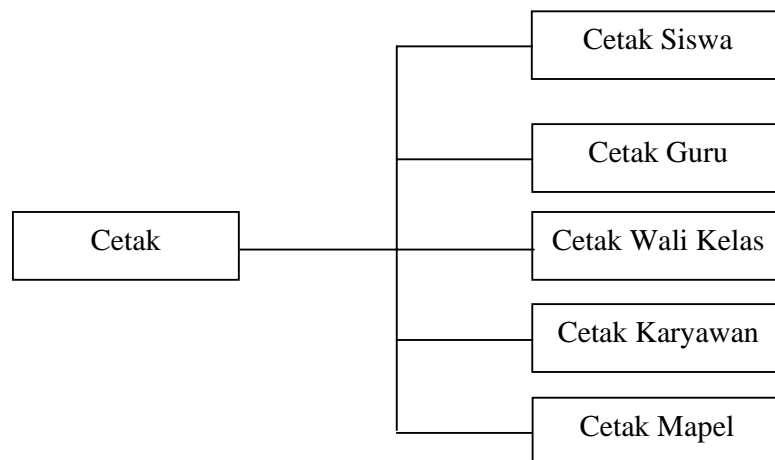 Cetak
Cetak Siswa
Cetak Guru
Cetak Wali Kelas
Cetak Karyawan
Cetak Mapel